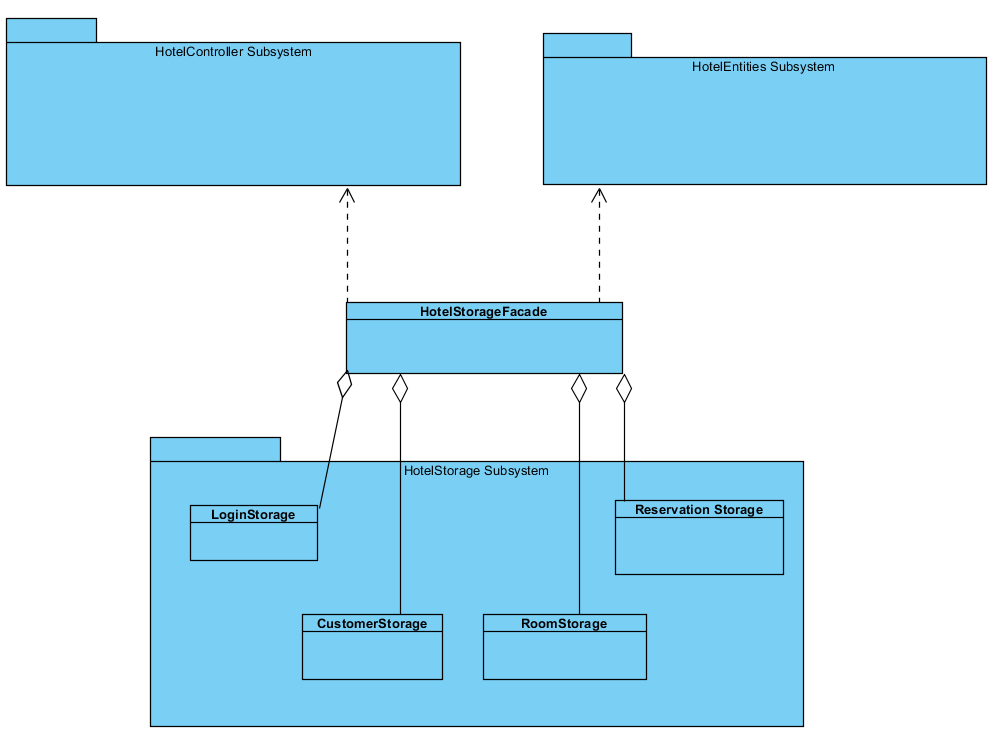 HotelController Subsystem
HotelEntities Subsystem
HotelStorageFacade
HotelStorage Subsystem
LoginStorage
Reservation Storage
CustomerStorage
RoomStorage